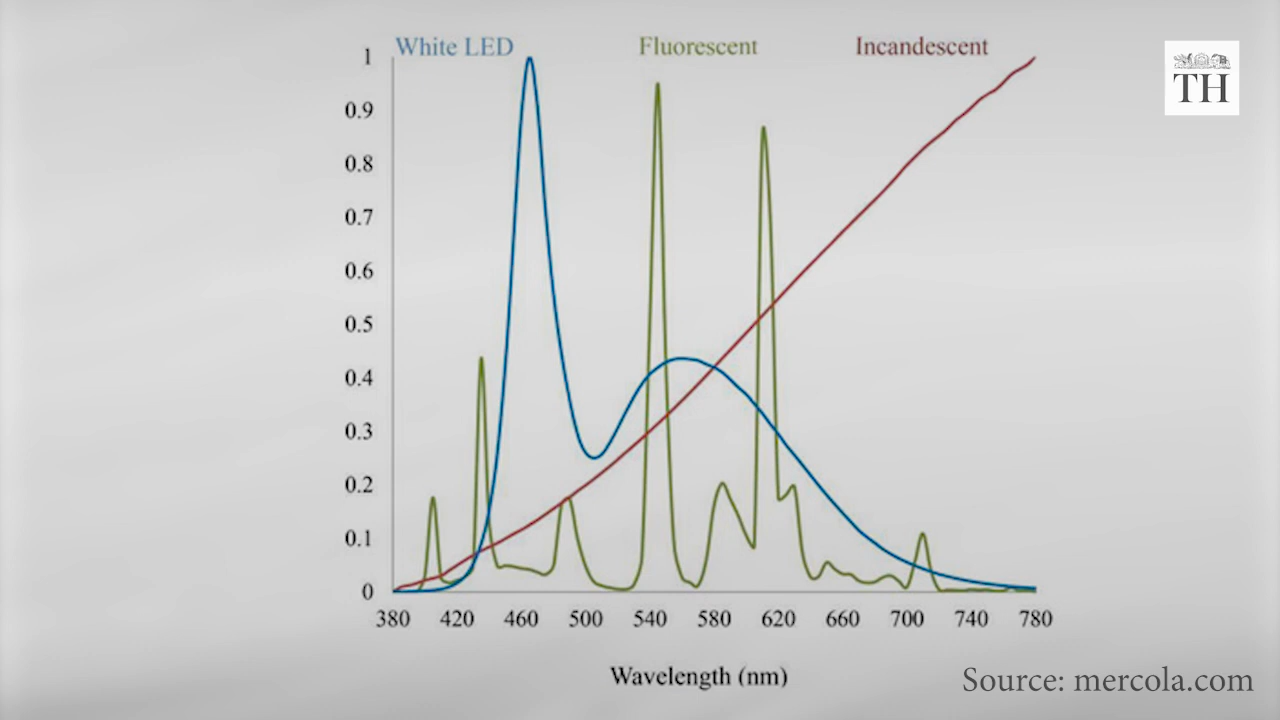 White LED
Fluorescent
Incandescent
TH
1
0.9
0.8
0.7
0.6
0.5
0.4
0.3
0.2
0.1
0
380 420 460 500 540 580 620 660 700 740 780
Wavelength (nm)
Source: mercola.com